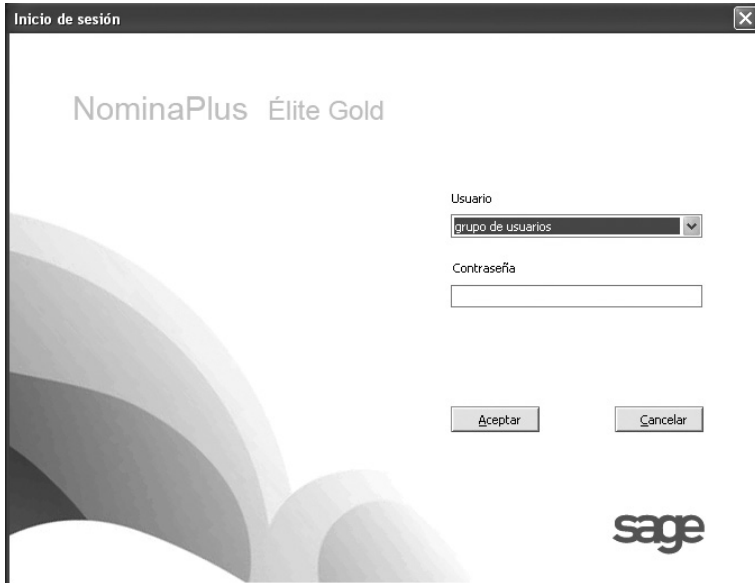 Inicio de sesión
NominaPlus Élite Gold
Usuario
grupo de usuarios
Contraseña
Aceptar
Cancelar
sage